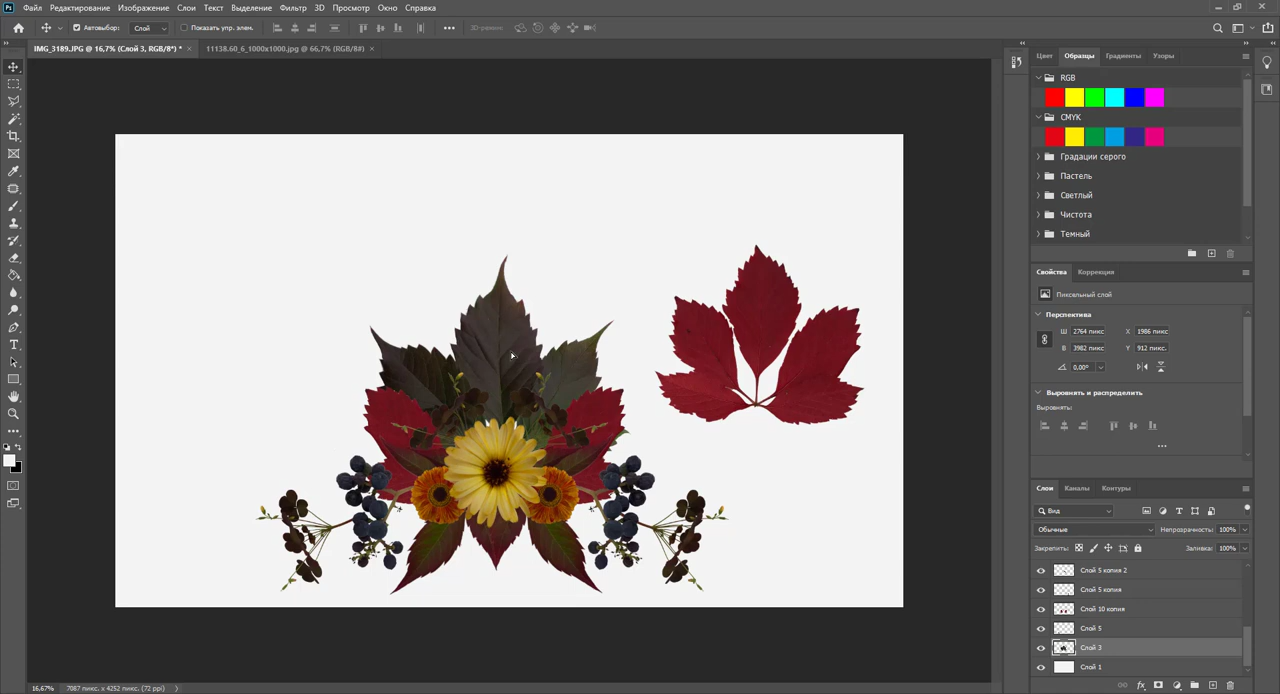 Ps Файл Редактирование Изображение Слои Текст Выделение Фильтр 3D Просмотр Окно Справка
Автовыбор: Слой Показать упр. элем. 3D-режим:
IMG_3189.JPG @ 16,7% (Слой 3, RGB/8*) * × 11138.60_6_1000x1000.jpg @ 66,7% (RGB/8#) ×
Цвет Образцы Градиенты Узоры
RGB
CMYK
Градации серого
Пастель
Светлый
Чистота
Темный
Свойства Коррекция
Пиксельный слой
Перспектива
Ш 2764 пикс X 1986 пикс
В 3982 пикс Y 912 пикс.
0,00°
Выровнять и распределить
Выровнять:
Слои Каналы Контуры
Вид
Обычные Непрозрачность: 100%
Закрепить: Заливка: 100%
Слой 5 копия 2
Слой 5 копия
Слой 10 копия
Слой 5
Слой 3
Слой 1
fx
16,67% 7087 пикс. x 4252 пикс. (72 ppi)